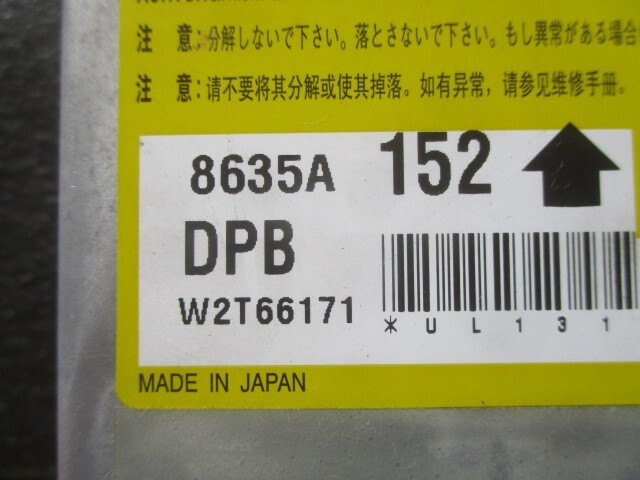 注 意：分解しないで下さい。落とさないで下さい。もし異常がある場合
注 意：请不要将其分解或使其掉落。如有异常，请参见维修手册。
8635A 152
DPB
W2T66171
*UL131
MADE IN JAPAN